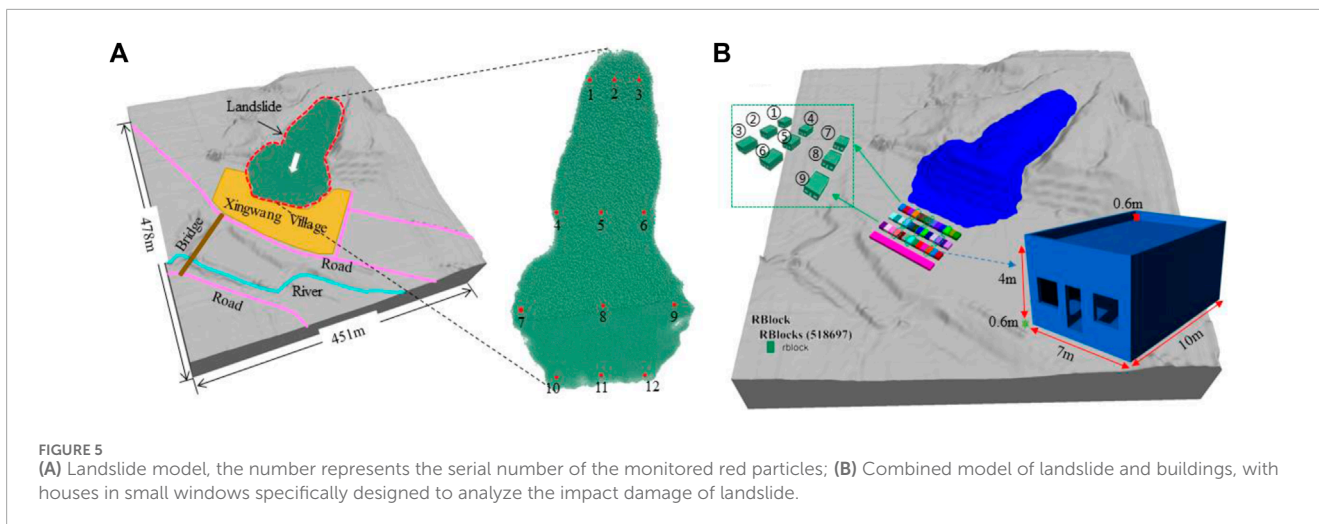 A
Landslide
478m
Xingwang Village
Bridge
Road
River
Road
451m
1 2 3
4 5 6
7 8 9
10 11 12
B
① ② ③ ④ ⑤ ⑥ ⑦ ⑧ ⑨
RBlock
RBlocks (518697)
rblock
0.6m
4m
0.6m
7m
10m
FIGURE 5
(A) Landslide model, the number represents the serial number of the monitored red particles; (B) Combined model of landslide and buildings, with
houses in small windows specifically designed to analyze the impact damage of landslide.